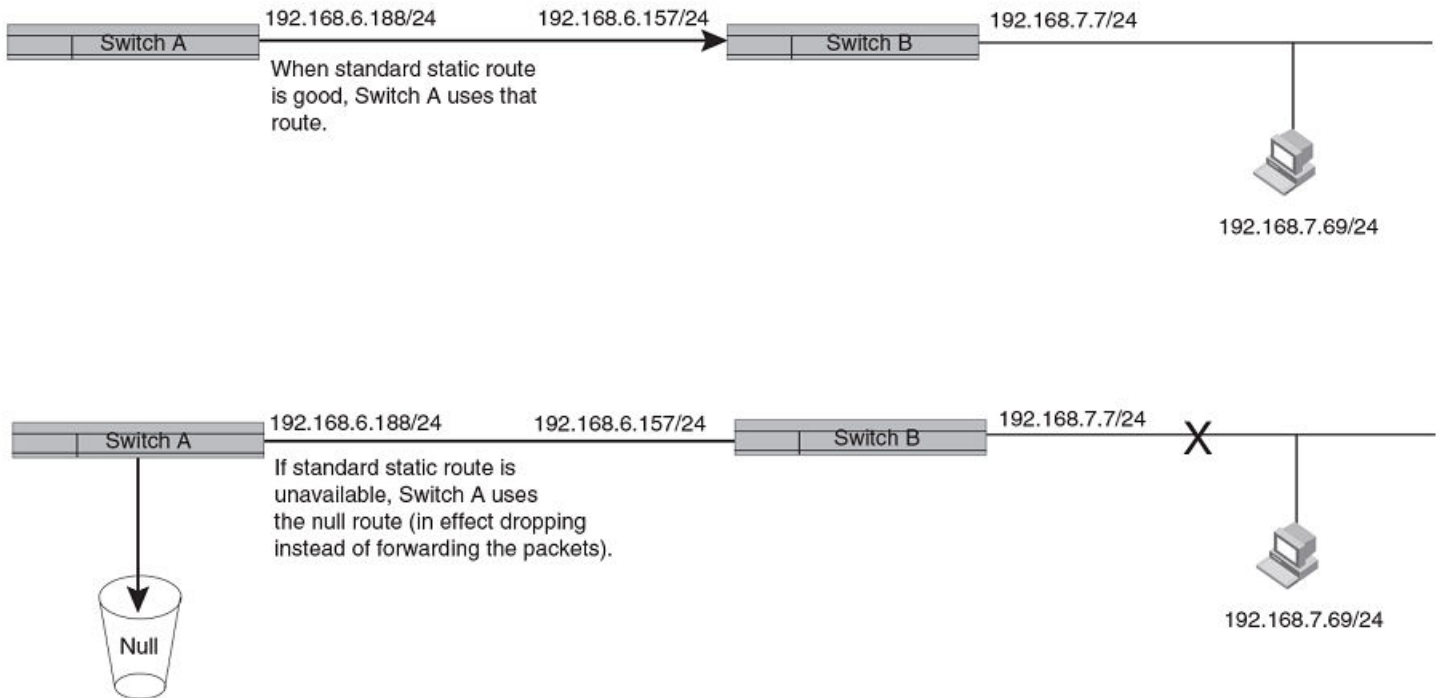 192.168.6.188/24
192.168.6.157/24
192.168.7.7/24
Switch A
Switch B
When standard static route
is good, Switch A uses that
route.
192.168.7.69/24
192.168.6.188/24
192.168.6.157/24
192.168.7.7/24
Switch A
Switch B
X
If standard static route is
unavailable, Switch A uses
the null route (in effect dropping
instead of forwarding the packets).
192.168.7.69/24
Null